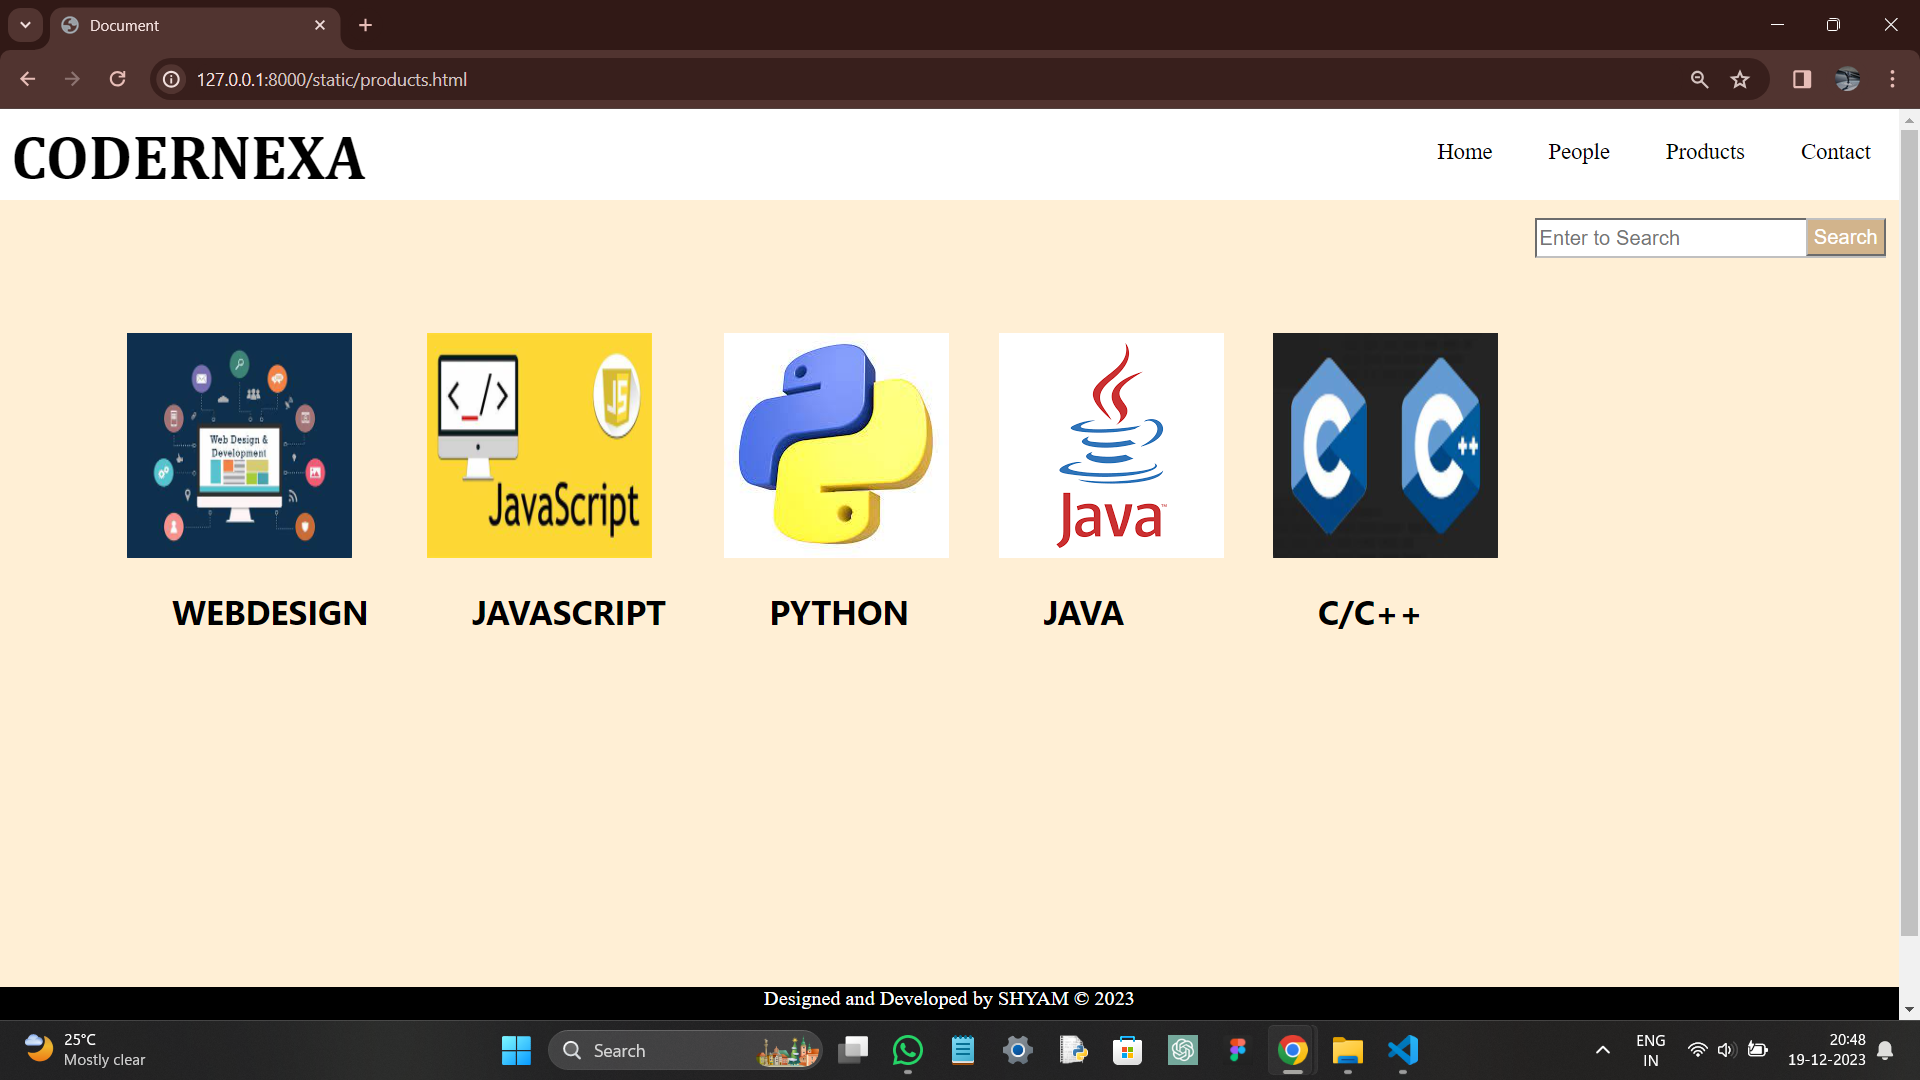 Document
127.0.0.1:8000/static/products.html
CODERNEXA
Home People Products Contact
Enter to Search Search
Web Design &
Development
</>
JS
JavaScript
Java™
C C++
WEBDESIGN JAVASCRIPT PYTHON JAVA C/C++
Designed and Developed by SHYAM © 2023
25°C
Mostly clear
Search
ENG
IN
20:48
19-12-2023